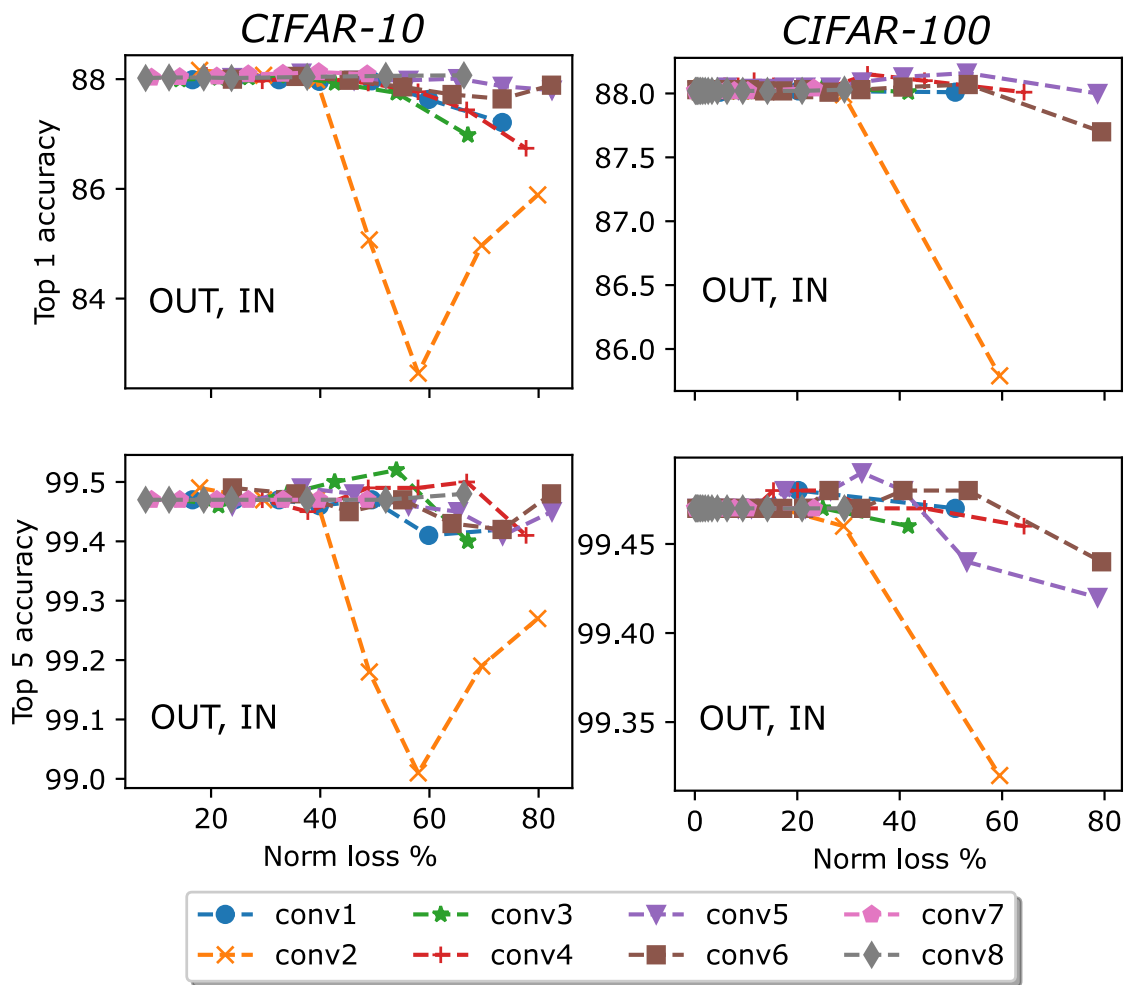 CIFAR-10
CIFAR-100
Top 1 accuracy
88
86
84
OUT, IN
88.0
87.5
87.0
86.5
86.0
OUT, IN
Top 5 accuracy
99.5
99.4
99.3
99.2
99.1
99.0
OUT, IN
20 40 60 80
Norm loss %
99.45
99.40
99.35
OUT, IN
0 20 40 60 80
Norm loss %
conv1 conv3 conv5 conv7
conv2 conv4 conv6 conv8